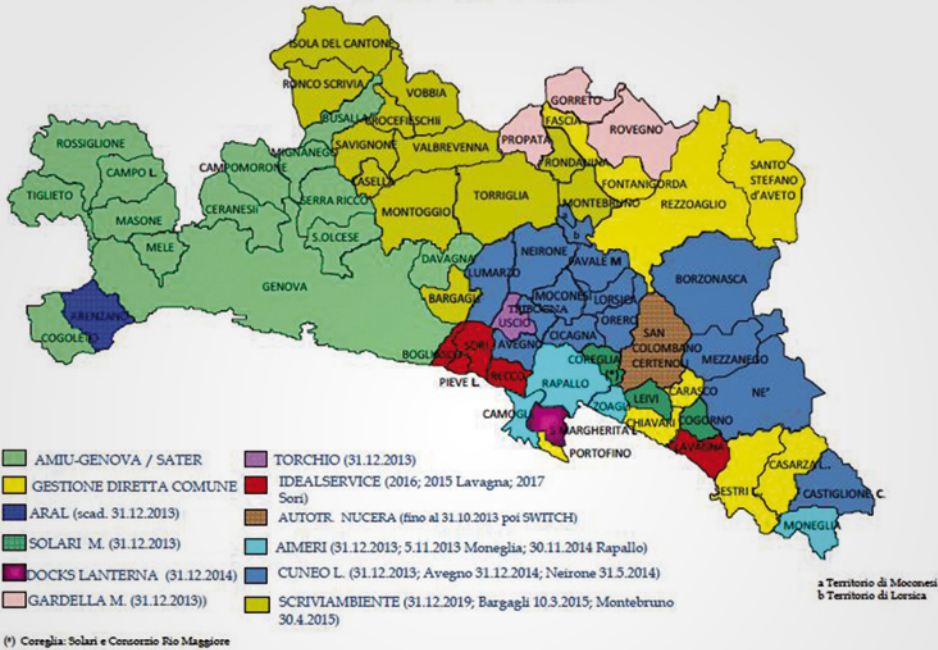 ISOLA DEL CANTONE
RONCO SCRIVIA
VOBBIA
GORRETO
BUSALLA
CROCEFIESCHIi
FASCIA
ROVEGNO
ROSSIGLIONE
MIGNANEGO
SAVIGNONE
VALBREVENNA
PROPATA
CAMPO L.
CAMPOMORONE
RONDANINA
SANTO
STEFANO
d'AVETO
CASELLA
FONTANIGORDA
TIGLIETO
SERRA RICCO
TORRIGLIA
MONTEBRUNO
REZZOAGLIO
MASONE
CERANESIi
MONTOGGIO
a
b
S.OLCESE
MELE
NEIRONE
DAVAGNA
FAVALE M
LUMARZO
BORZONASCA
GENOVA
BARGAGLI
MOCONESI
LORSICA
TRIBOGNA
ARENZANO
USCIO
ORERO
SAN
COLOMBANO
CERTENOLI
COGOLETO
SORI
AVEGNO
CICAGNA
BOGLIASCO
COREGLIA
(*)
MEZZANEGO
PIEVE L.
RECCO
RAPALLO
CARASCO
NE'
LEIVI
ZOAGLI
CAMOGLI
CHIAVARI
COGORNO
S.MARGHERITA L
LAVAGNA
PORTOFINO
CASARZA L.
SESTRI L
CASTIGLIONE C.
MONEGLIA
AMIU-GENOVA / SATER
GESTIONE DIRETTA COMUNE
ARAL (scad. 31.12.2013)
SOLARI M. (31.12.2013)
DOCKS LANTERNA (31.12.2014)
GARDELLA M. (31.12.2013))
TORCHIO (31.12.2013)
IDEALSERVICE (2016; 2015 Lavagna; 2017
Sori)
AUTOTR. NUCERA (fino al 31.10.2013 poi SWITCH)
AIMERI (31.12.2013; 5.11.2013 Moneglia; 30.11.2014 Rapallo)
CUNEO L. (31.12.2013; Avegno 31.12.2014; Neirone 31.5.2014)
SCRIVIAMBIENTE (31.12.2019; Bargagli 10.3.2015; Montebruno
30.4.2015)
a Territorio di Moconesi
b Territorio di Lorsica
(*) Coreglia: Solari e Consorzio Rio Maggiore